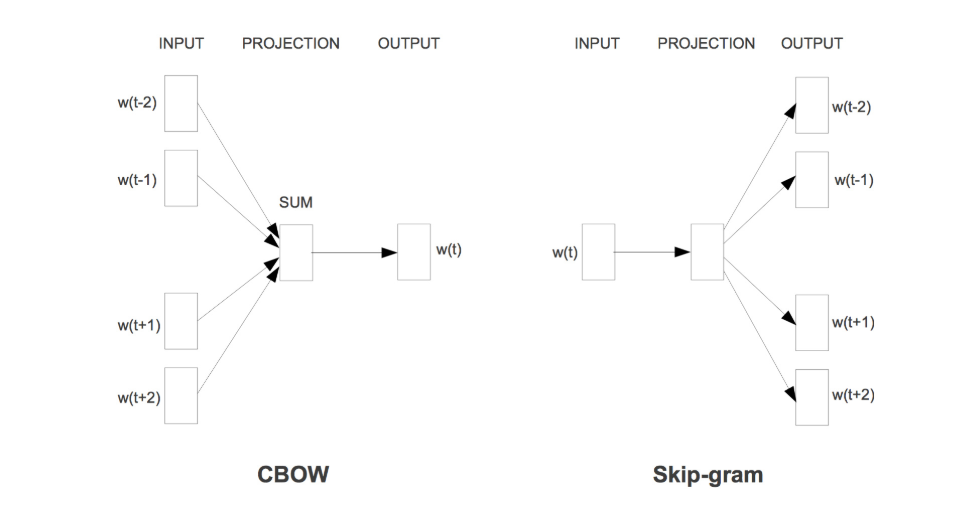 INPUT PROJECTION OUTPUT
w(t-2)
w(t-1)
SUM
w(t)
w(t+1)
w(t+2)
CBOW
INPUT PROJECTION OUTPUT
w(t-2)
w(t-1)
w(t)
w(t+1)
w(t+2)
Skip-gram